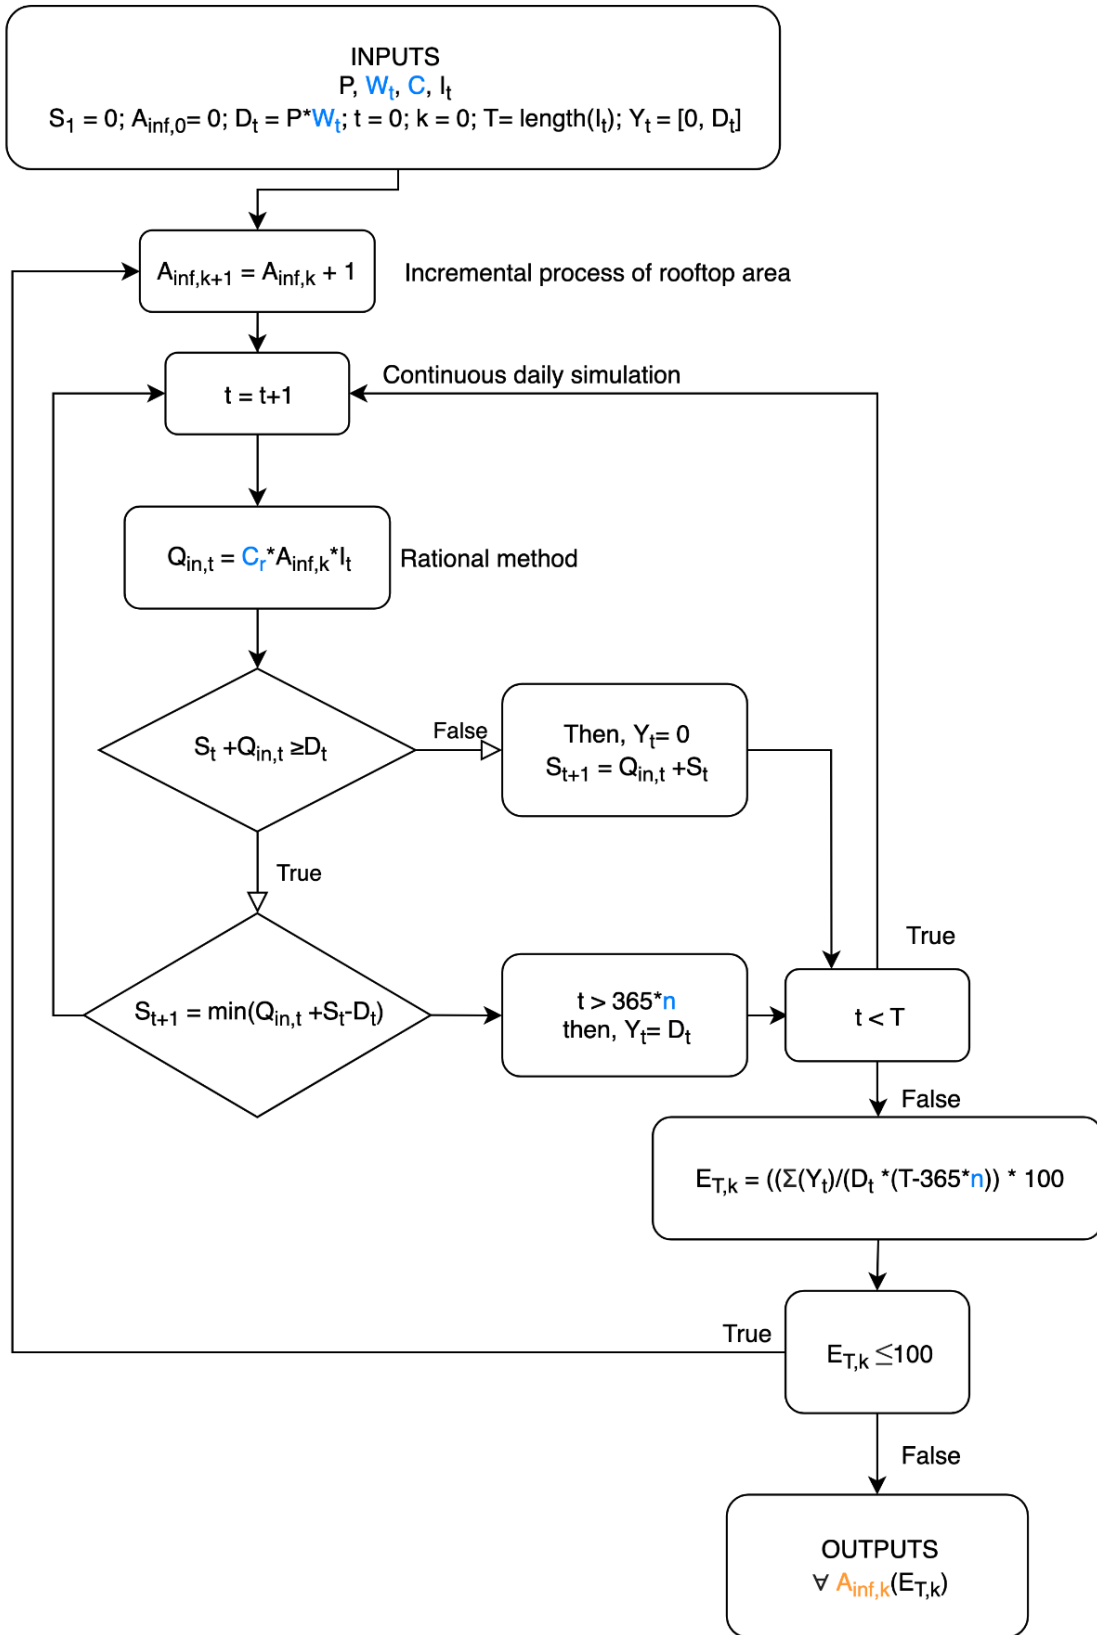 INPUTS
P, Wt, C, It
S1 = 0; Ainf,0= 0; Dt = P*Wt; t = 0; k = 0; T= length(It); Yt = [0, Dt]
Ainf,k+1 = Ainf,k + 1
Incremental process of rooftop area
Continuous daily simulation
t = t+1
Qin,t = Cr*Ainf,k*It
Rational method
St +Qin,t ≥Dt
False
Then, Yt= 0
St+1 = Qin,t +St
True
True
St+1 = min(Qin,t +St-Dt)
t > 365*n
then, Yt= Dt
t < T
False
ET,k = ((Σ(Yt)/(Dt *(T-365*n)) * 100
True
ET,k ≤100
False
OUTPUTS
∀ Ainf,k(ET,k)